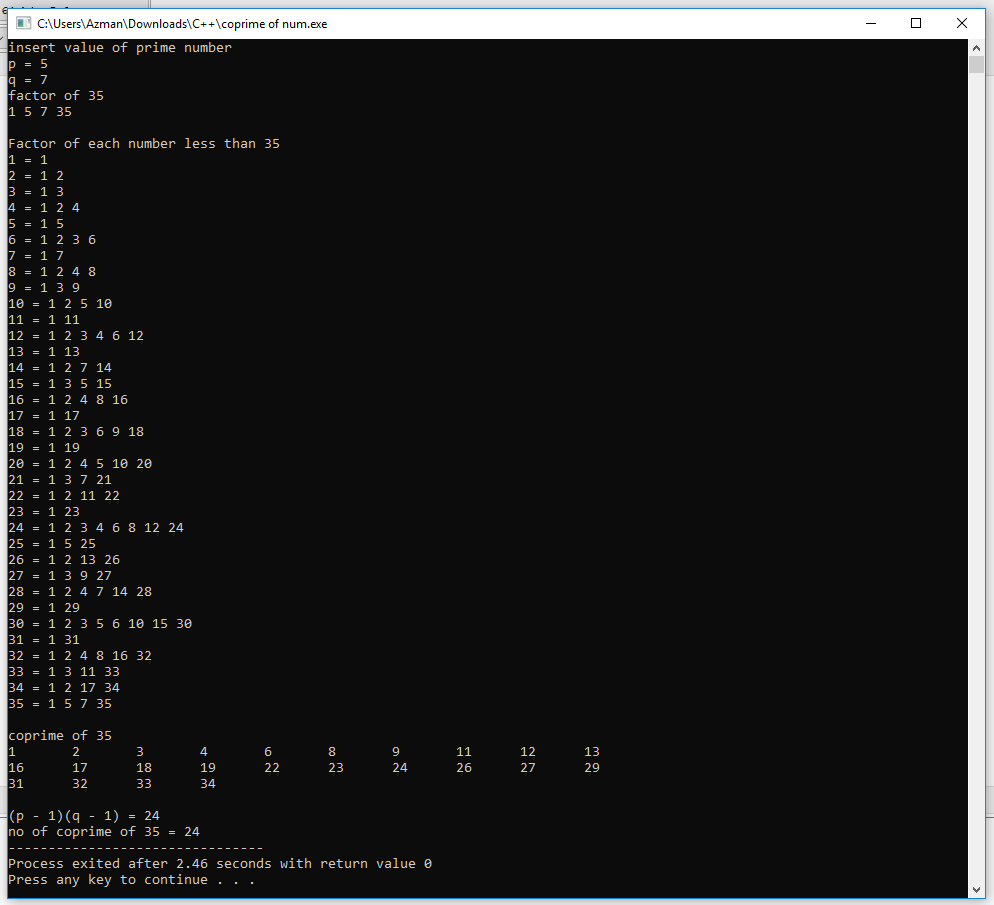 C:\Users\Azman\Downloads\C++\coprime of num.exe
insert value of prime number
p = 5
q = 7
factor of 35
1 5 7 35
Factor of each number less than 35
1 = 1
2 = 1 2
3 = 1 3
4 = 1 2 4
5 = 1 5
6 = 1 2 3 6
7 = 1 7
8 = 1 2 4 8
9 = 1 3 9
10 = 1 2 5 10
11 = 1 11
12 = 1 2 3 4 6 12
13 = 1 13
14 = 1 2 7 14
15 = 1 3 5 15
16 = 1 2 4 8 16
17 = 1 17
18 = 1 2 3 6 9 18
19 = 1 19
20 = 1 2 4 5 10 20
21 = 1 3 7 21
22 = 1 2 11 22
23 = 1 23
24 = 1 2 3 4 6 8 12 24
25 = 1 5 25
26 = 1 2 13 26
27 = 1 3 9 27
28 = 1 2 4 7 14 28
29 = 1 29
30 = 1 2 3 5 6 10 15 30
31 = 1 31
32 = 1 2 4 8 16 32
33 = 1 3 11 33
34 = 1 2 17 34
35 = 1 5 7 35
coprime of 35
1 2 3 4 6 8 9 11 12 13
16 17 18 19 22 23 24 26 27 29
31 32 33 34
(p - 1)(q - 1) = 24
no of coprime of 35 = 24
--------------------------------
Process exited after 2.46 seconds with return value 0
Press any key to continue . . .